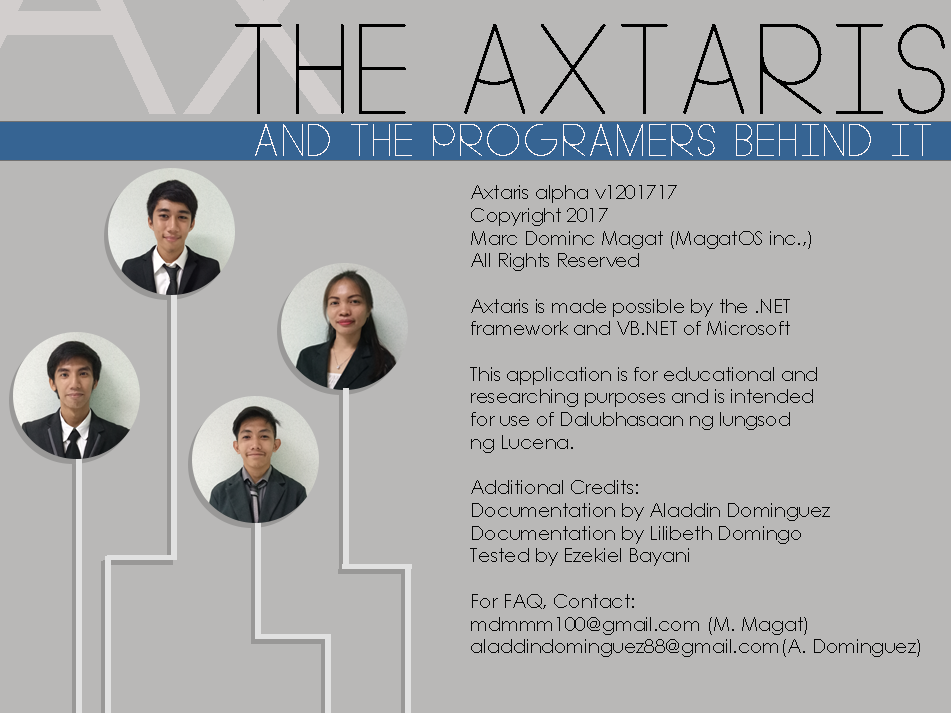 AX
THE AXTARIS
AND THE PROGRAMERS BEHIND IT
Axtaris alpha v1201717
Copyright 2017
Marc Dominc Magat (MagatOS inc.,)
All Rights Reserved
Axtaris is made possible by the .NET
framework and VB.NET of Microsoft
This application is for educational and
researching purposes and is intended
for use of Dalubhasaan ng lungsod
ng Lucena.
Additional Credits:
Documentation by Aladdin Dominguez
Documentation by Lilibeth Domingo
Tested by Ezekiel Bayani
For FAQ, Contact:
mdmmm100@gmail.com (M. Magat)
aladdindominguez88@gmail.com(A. Dominguez)